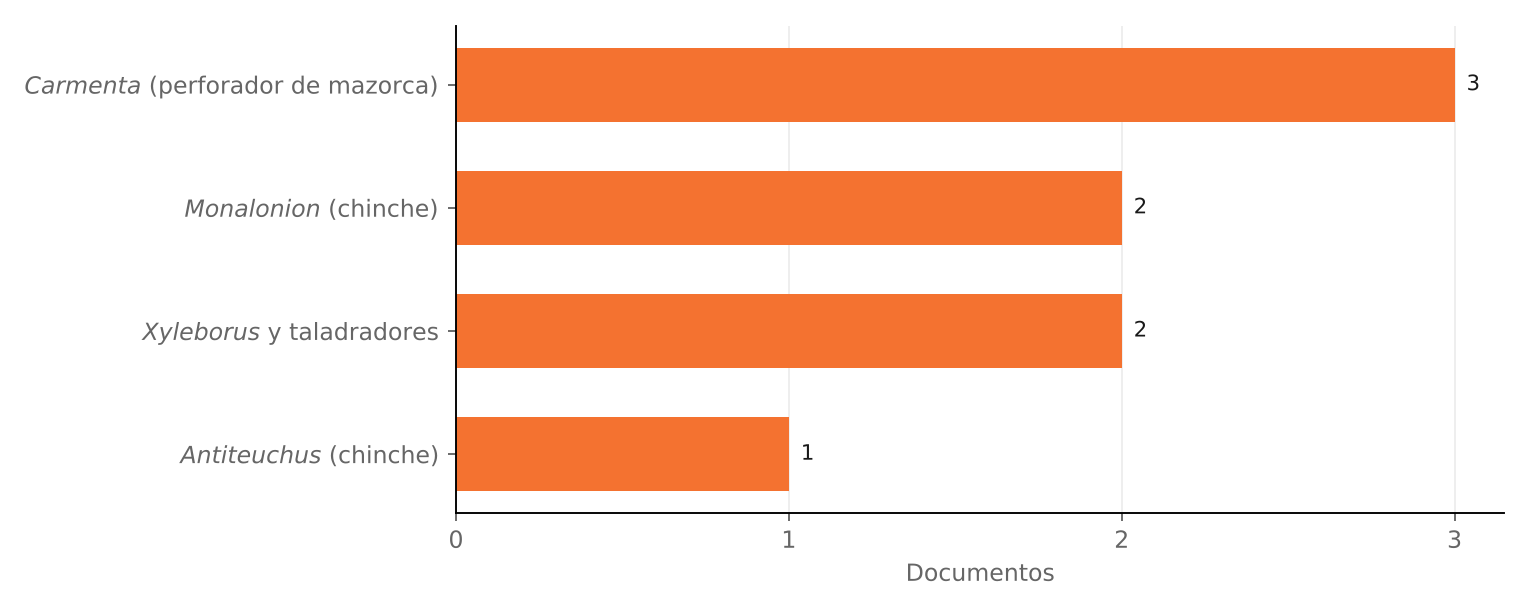 Carmenta (perforador de mazorca)
3
Monalonion (chinche)
2
Xyleborus y taladradores
2
Antiteuchus (chinche)
1
0 1 2 3
Documentos